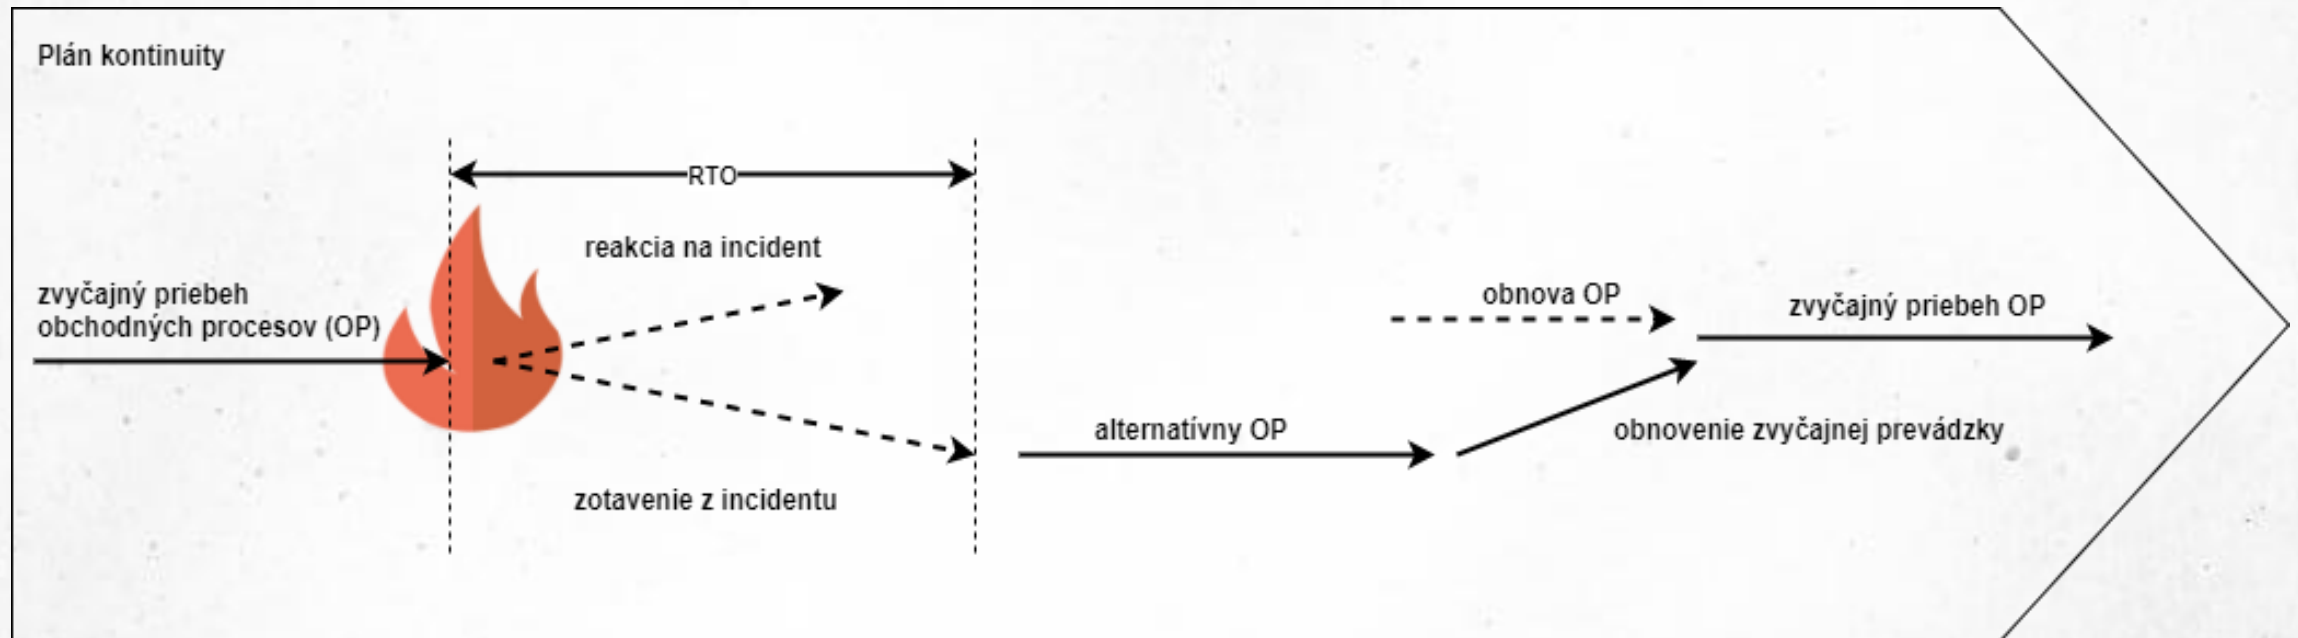 Plán kontinuity
RTO
reakcia na incident
zvyčajný priebeh
obchodných procesov (OP)
obnova OP
zvyčajný priebeh OP
alternatívny OP
obnovenie zvyčajnej prevádzky
zotavenie z incidentu